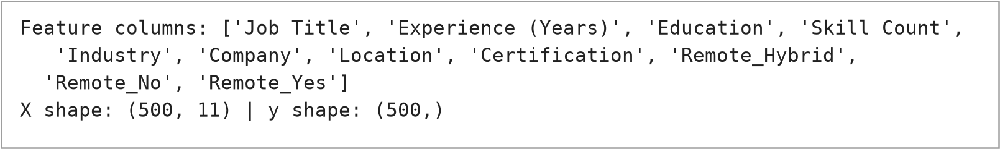 Feature columns: ['Job Title', 'Experience (Years)', 'Education', 'Skill Count',
'Industry', 'Company', 'Location', 'Certification', 'Remote_Hybrid',
'Remote_No', 'Remote_Yes']
X shape: (500, 11) | y shape: (500,)